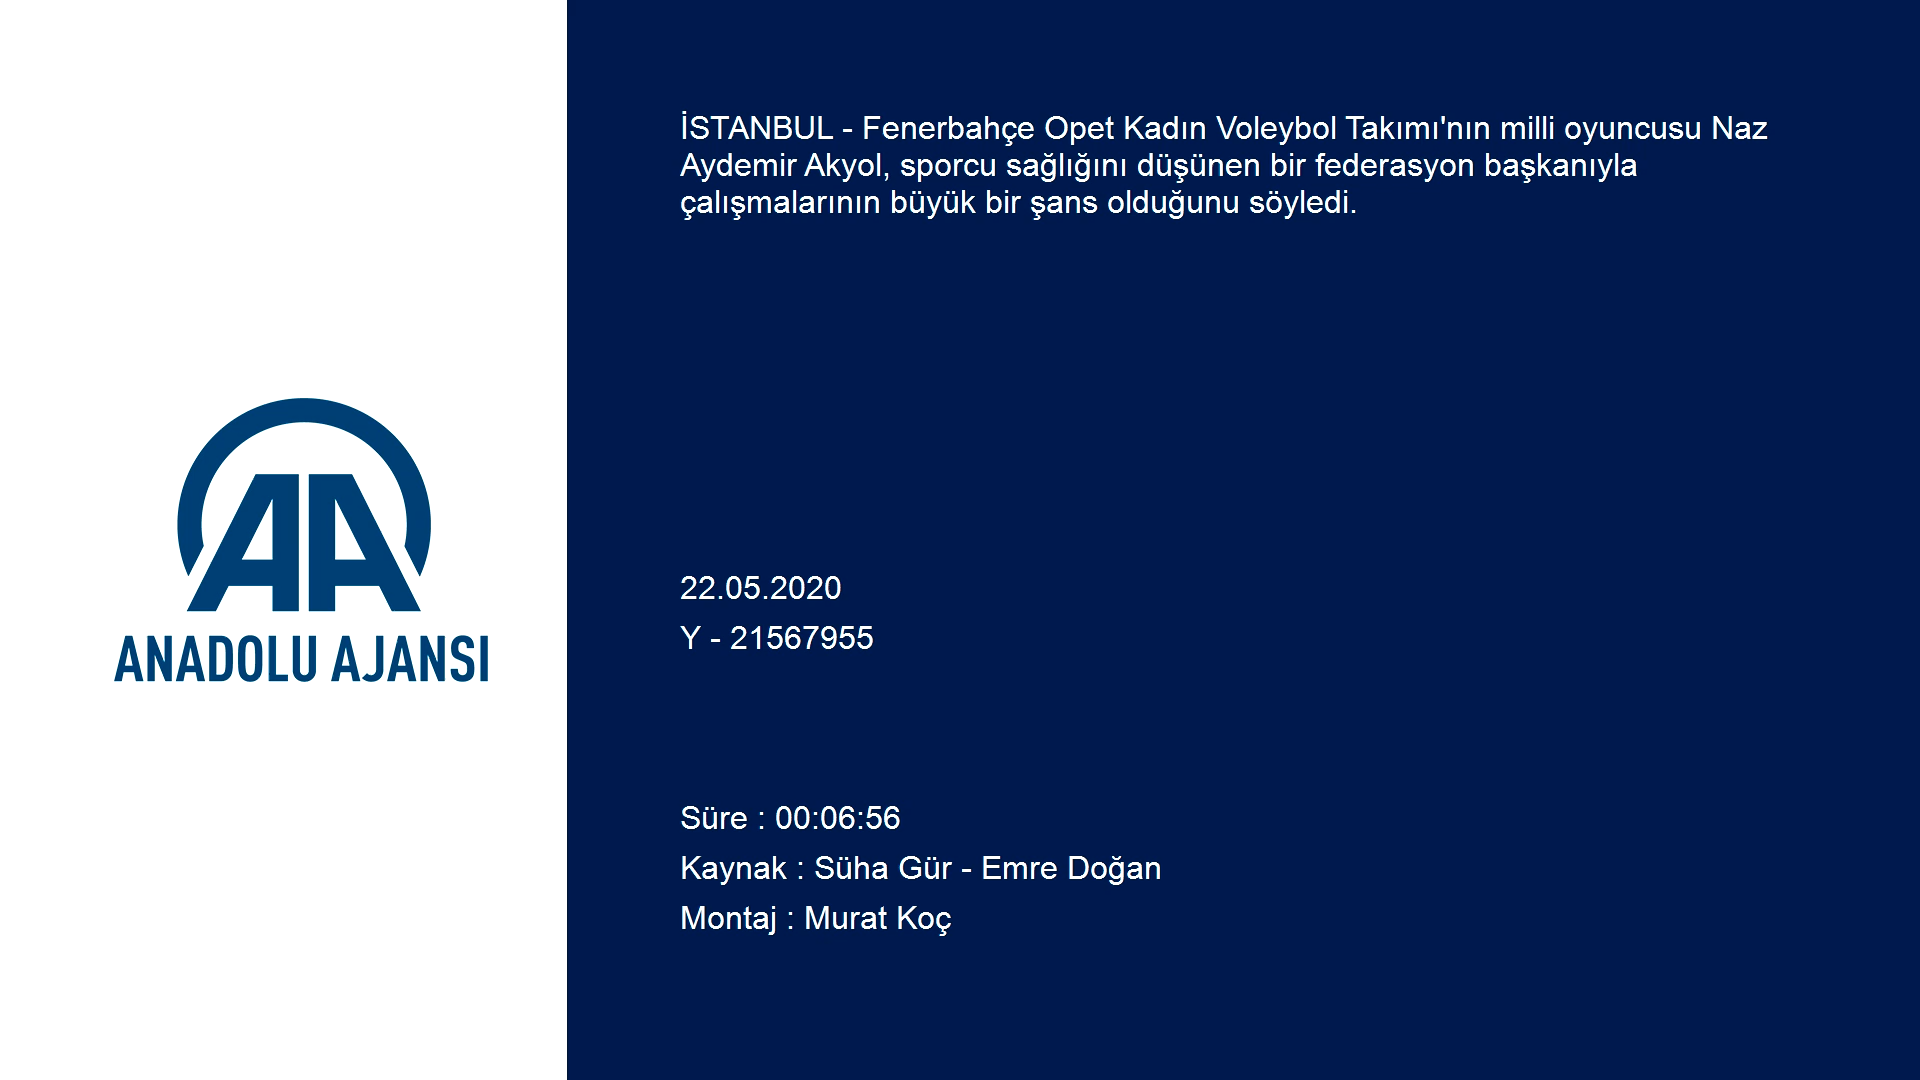 İSTANBUL - Fenerbahçe Opet Kadın Voleybol Takımı'nın milli oyuncusu Naz
Aydemir Akyol, sporcu sağlığını düşünen bir federasyon başkanıyla
çalışmalarının büyük bir şans olduğunu söyledi.
AA
ANADOLU AJANSI
22.05.2020
Y - 21567955
Süre : 00:06:56
Kaynak : Süha Gür - Emre Doğan
Montaj : Murat Koç